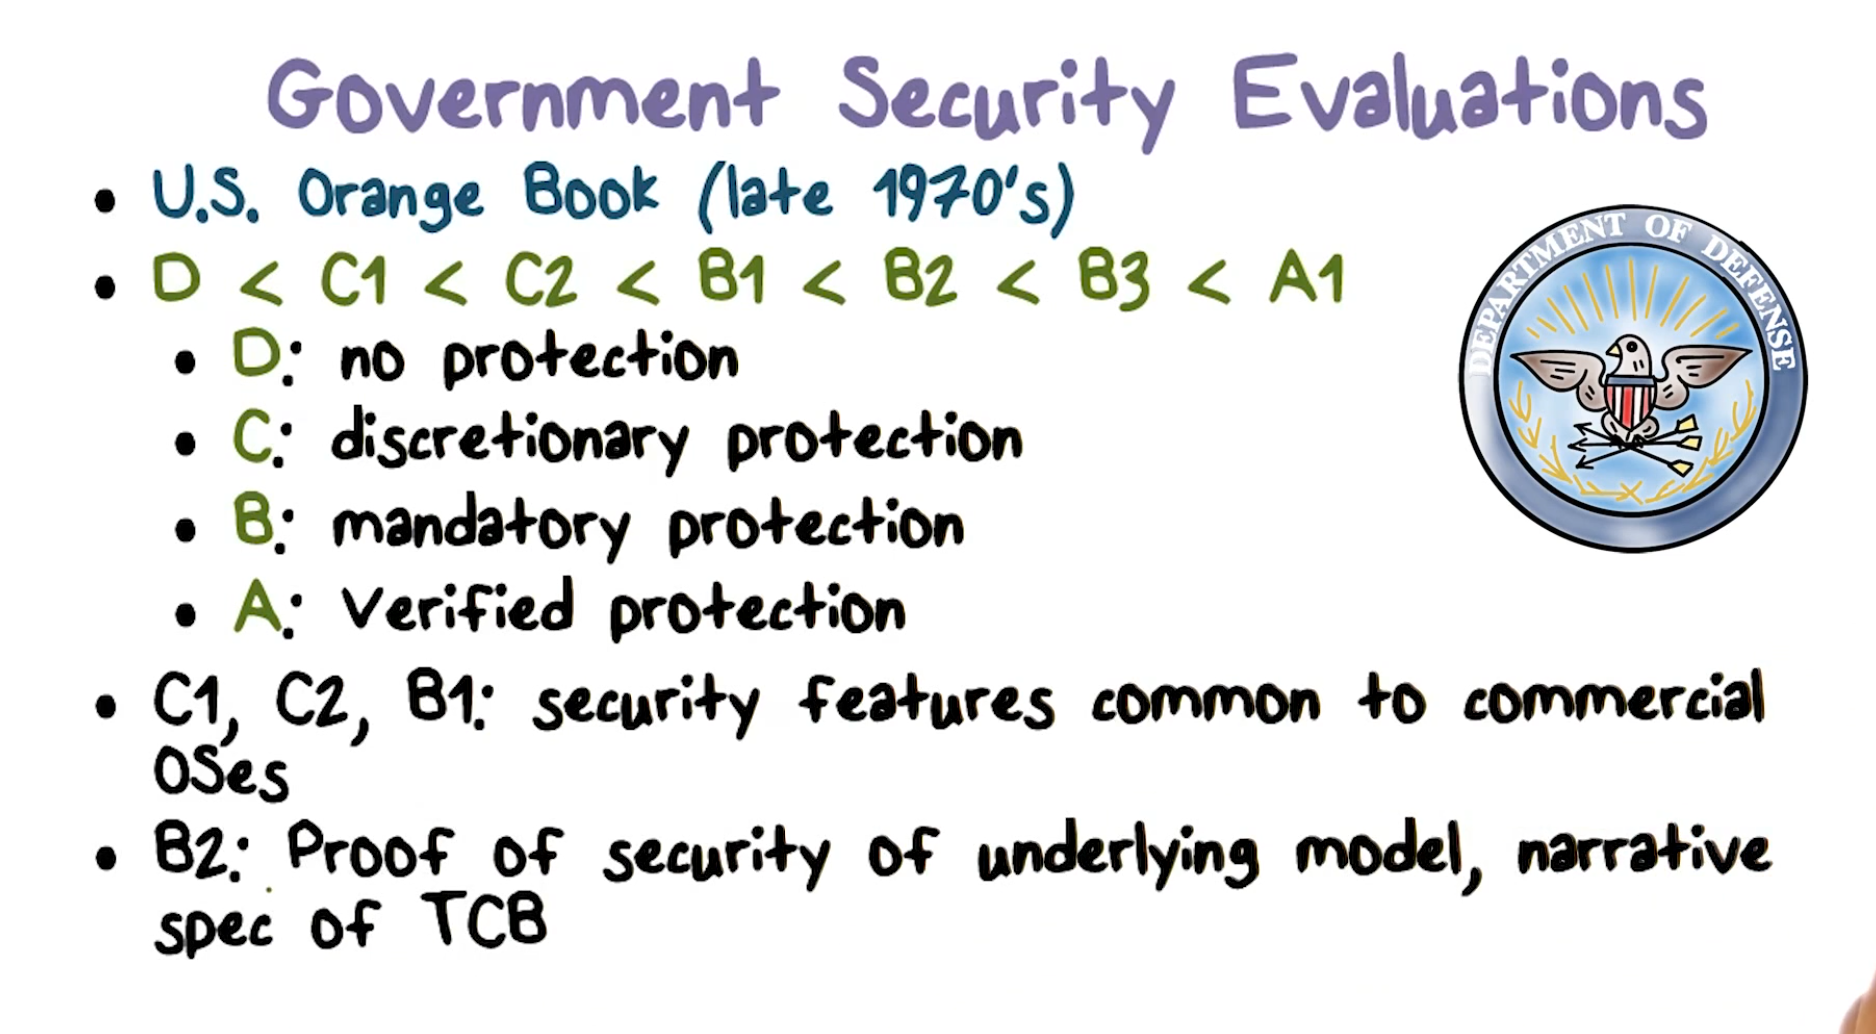 Government Security Evaluations
• U.S. Orange Book (late 1970's)
• D < C1 < C2 < B1 < B2 < B3 < A1
• D: no protection
• C: discretionary protection
• B: mandatory protection
• A: Verified protection
• C1, C2, B1: security features common to commercial
OSes
• B2: Proof of security of underlying model, narrative
spec of TCB
DEPARTMENT OF DEFENSE